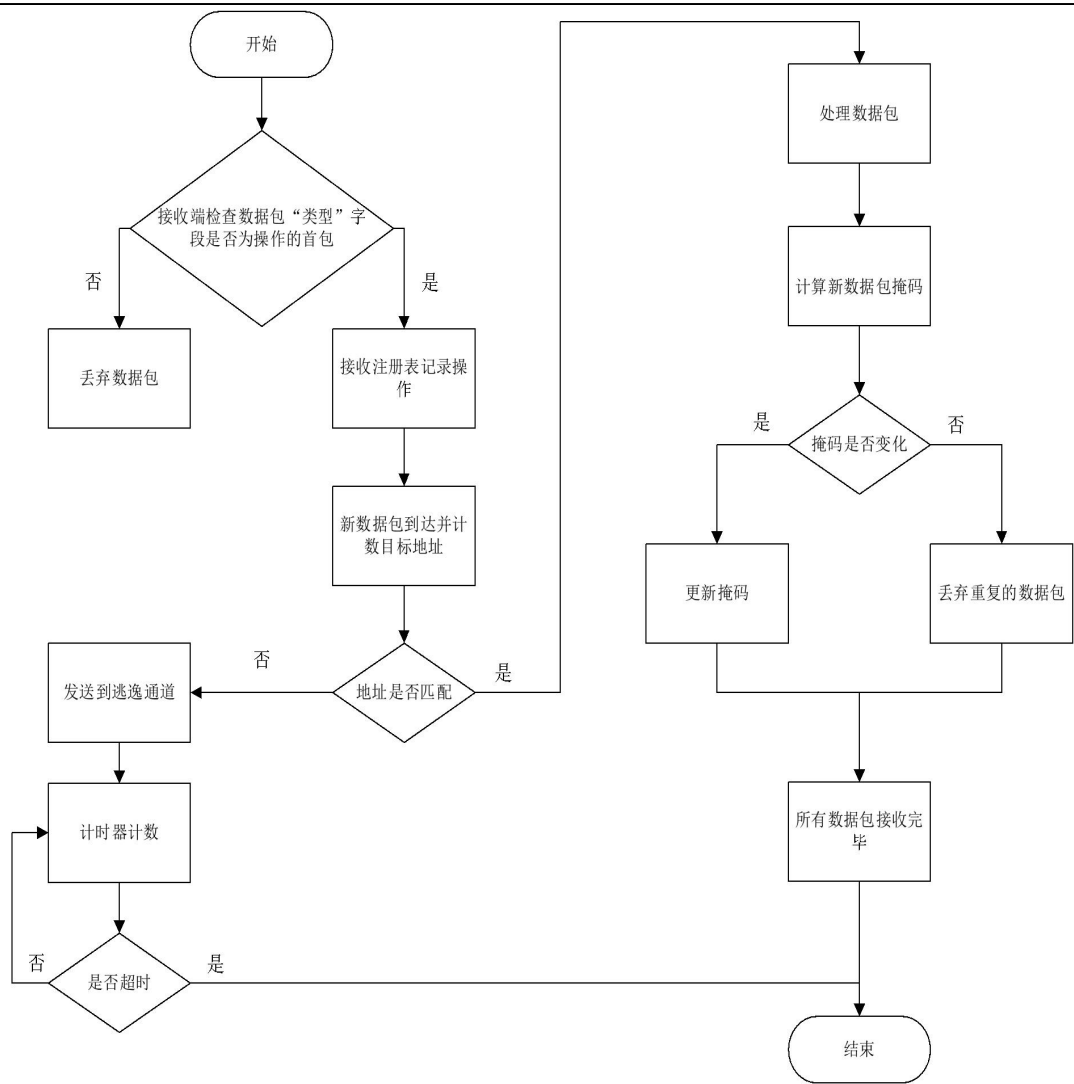 开始
接收端检查数据包“类型”字
段是否为操作的首包
否
是
丢弃数据包
接收注册表记录操
作
新数据包到达并计
数目标地址
地址是否匹配
否
是
发送到逃逸通道
计时器计数
是否超时
否
是
处理数据包
计算新数据包掩码
掩码是否变化
是
否
更新掩码
丢弃重复的数据包
所有数据包接收完
毕
结束